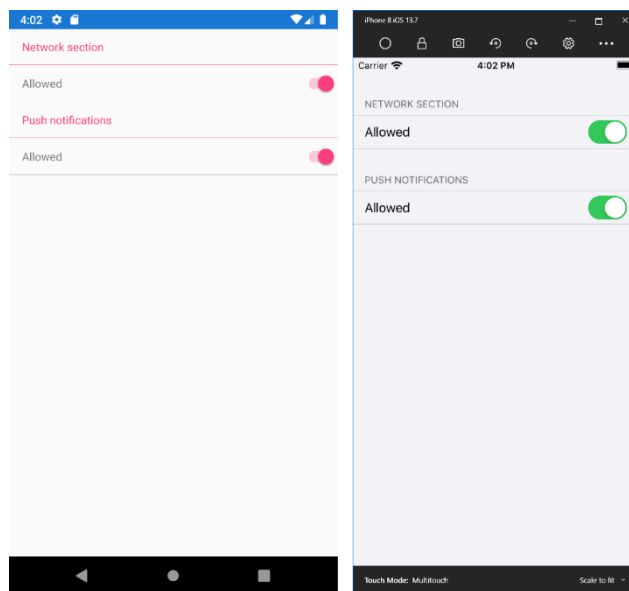 4:02
Network section
Allowed
Push notifications
Allowed
iPhone 8 iOS 13.7
Carrier 4:02 PM
NETWORK SECTION
Allowed
PUSH NOTIFICATIONS
Allowed
Touch Mode: Multitouch Scale to fit